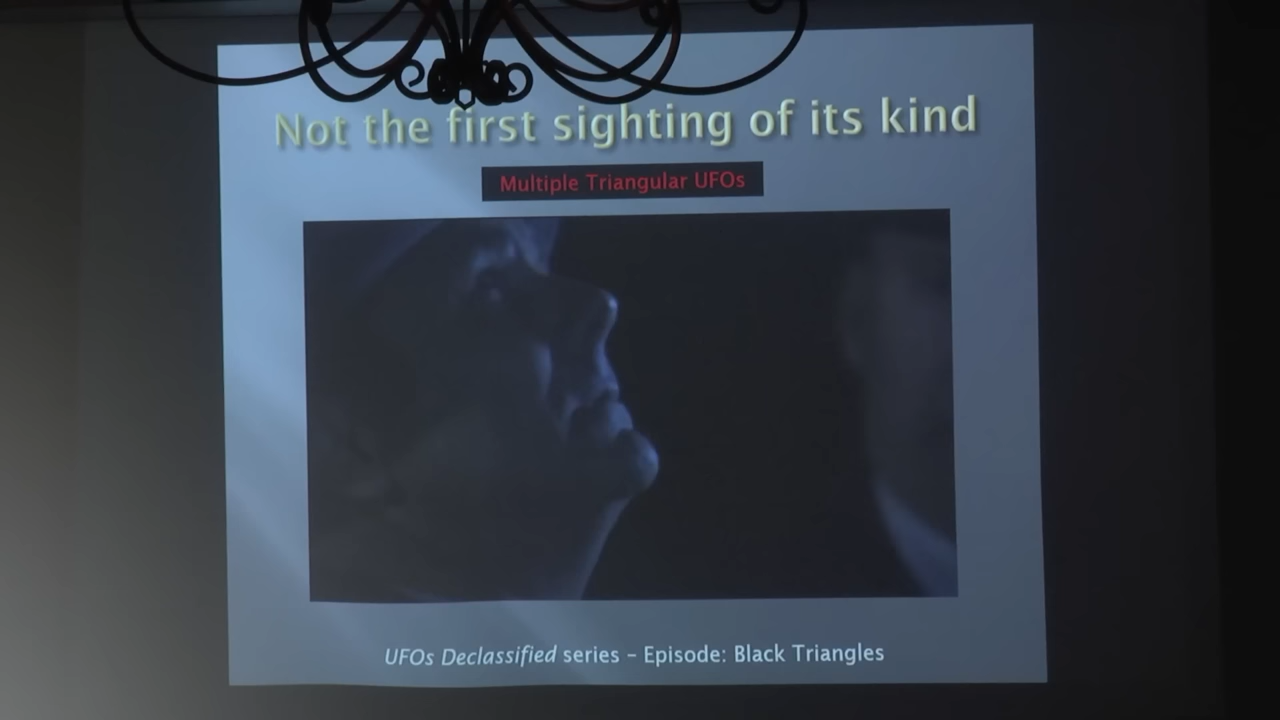 Not the first sighting of its kind
Multiple Triangular UFOs
UFOs Declassified series – Episode: Black Triangles